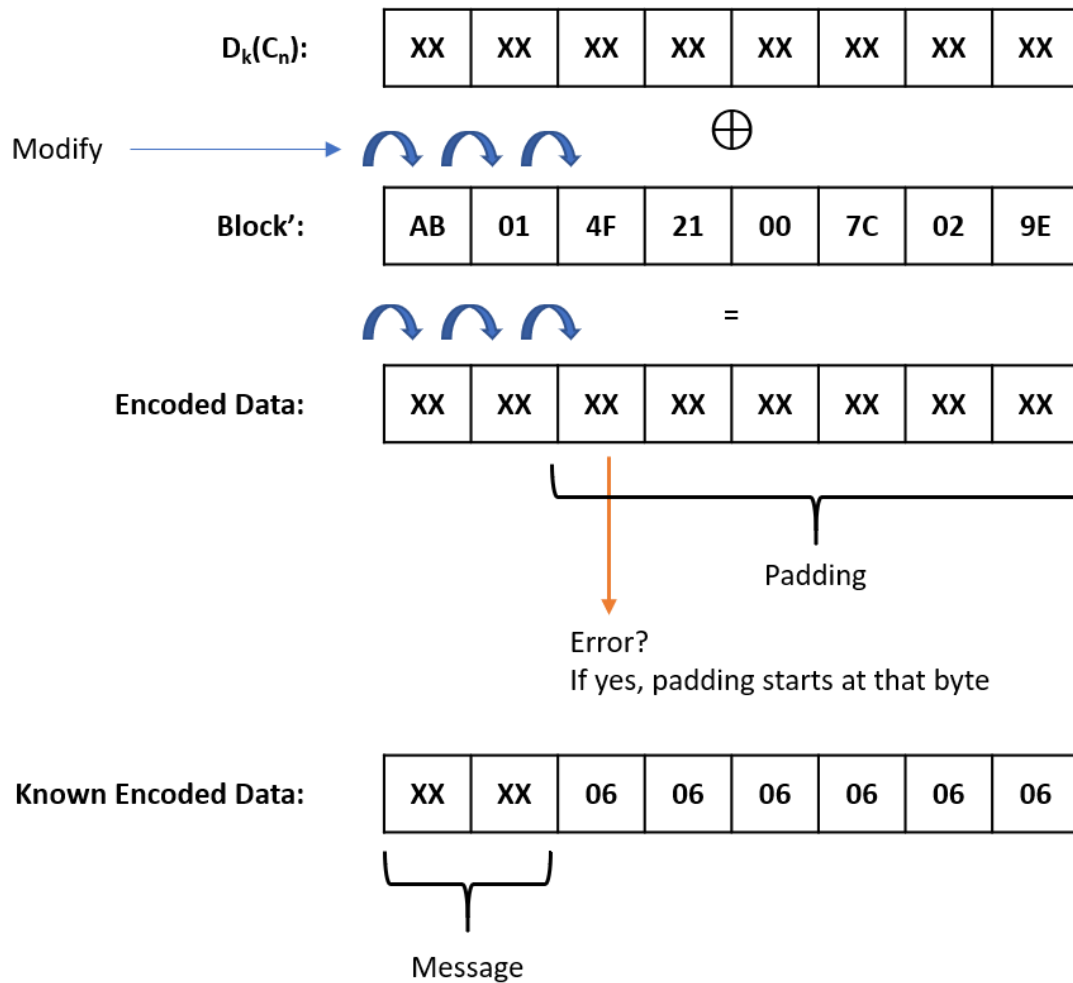 Dₖ(Cₙ): XX XX XX XX XX XX XX XX
⊕
Modify
Block’: AB 01 4F 21 00 7C 02 9E
=
Encoded Data: XX XX XX XX XX XX XX XX
Padding
Error?
If yes, padding starts at that byte
Known Encoded Data: XX XX 06 06 06 06 06 06
Message